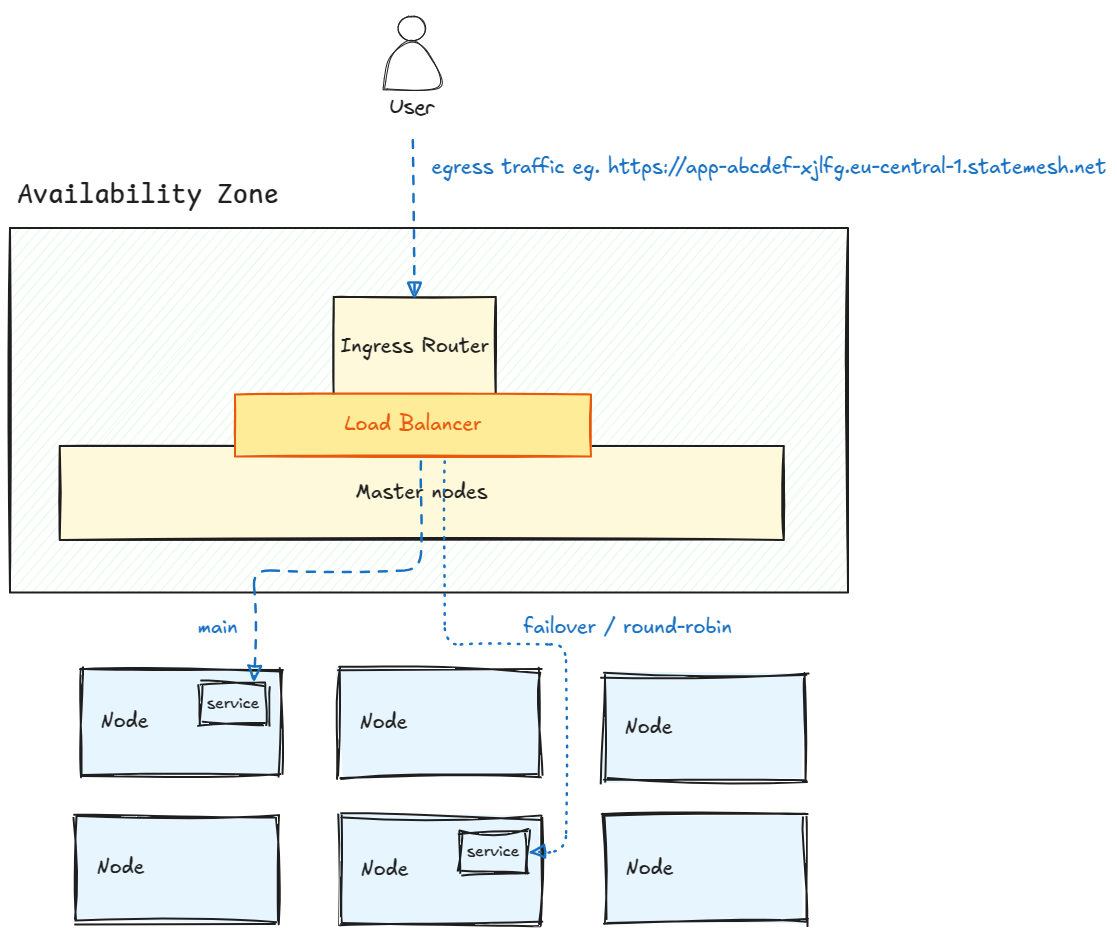 User
egress traffic eg. https://app-abcdef-xjlfg.eu-central-1.statemesh.net
Availability Zone
Ingress Router
Load Balancer
Master nodes
main
failover / round-robin
service
Node
Node
Node
service
Node
Node
Node